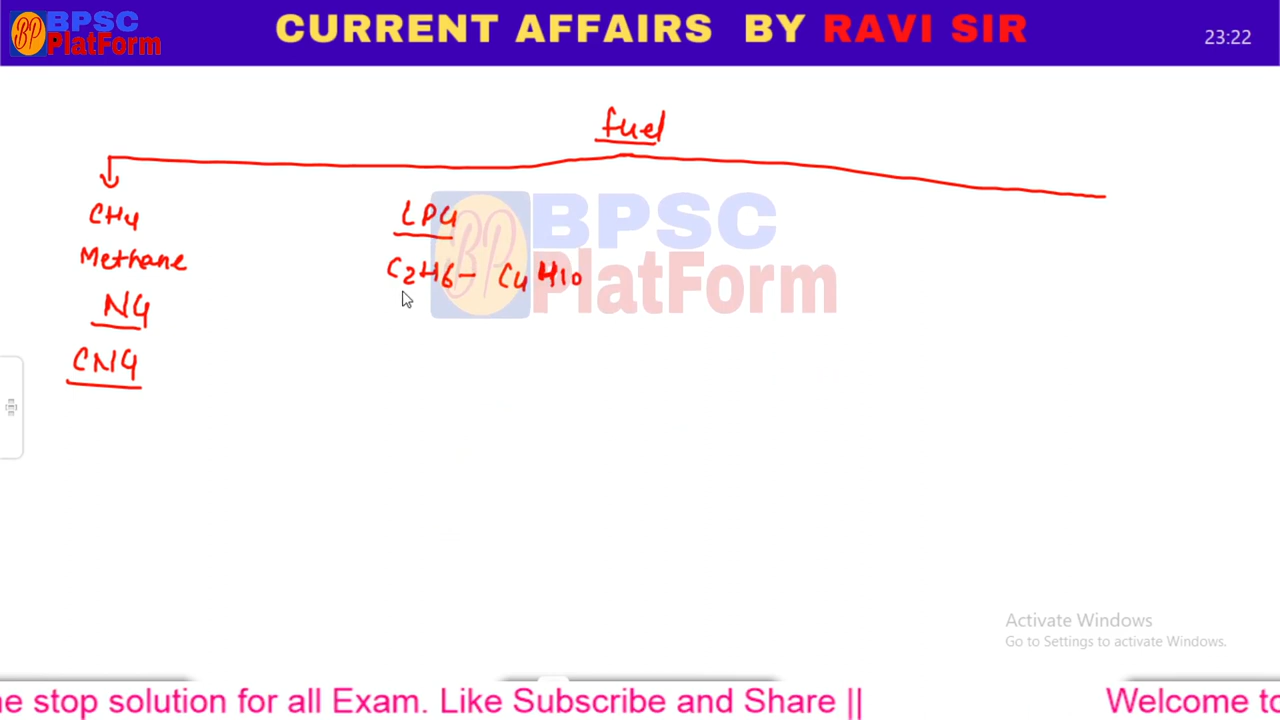 BPSC
PlatForm
CURRENT AFFAIRS BY RAVI SIR
23:22
fuel
CH4
LPG
BPSC
PlatForm
Methane
C2H6 - C4H10
NG
CNG
Activate Windows
Go to Settings to activate Windows.
ne stop solution for all Exam. Like Subscribe and Share || Welcome to